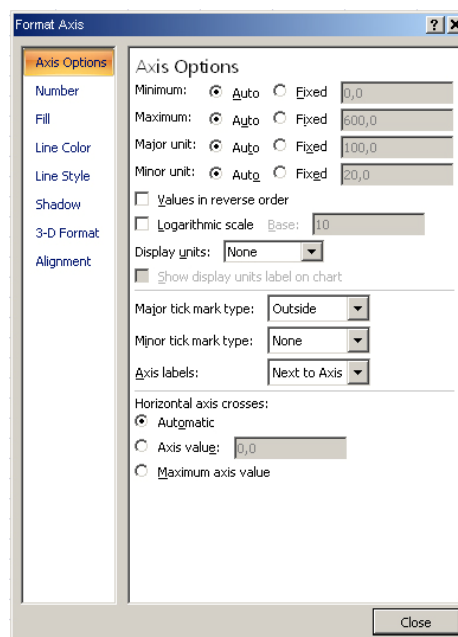 Format Axis
Axis Options
Number
Fill
Line Color
Line Style
Shadow
3-D Format
Alignment
Axis Options
Minimum: Auto Fixed 0,0
Maximum: Auto Fixed 600,0
Major unit: Auto Fixed 100,0
Minor unit: Auto Fixed 20,0
Values in reverse order
Logarithmic scale Base: 10
Display units: None
Show display units label on chart
Major tick mark type: Outside
Minor tick mark type: None
Axis labels: Next to Axis
Horizontal axis crosses:
Automatic
Axis value: 0,0
Maximum axis value
Close